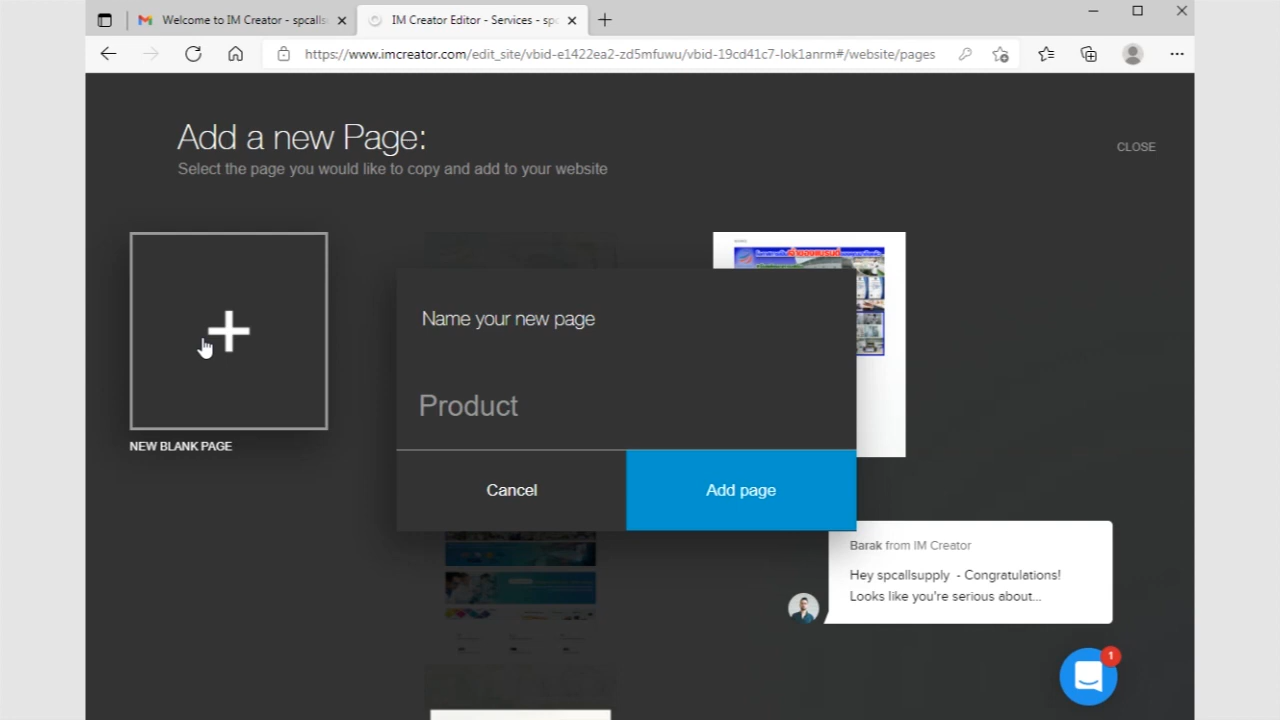 Welcome to IM Creator - spcalls
IM Creator Editor - Services - spc
https://www.imcreator.com/edit_site/vbid-e1422ea2-zd5mfuwu/vbid-19cd41c7-lok1anrm#/website/pages
Add a new Page:
CLOSE
Select the page you would like to copy and add to your website
Name your new page
Product
NEW BLANK PAGE
Cancel
Add page
Barak from IM Creator
Hey spcallsupply - Congratulations!
Looks like you're serious about...
1